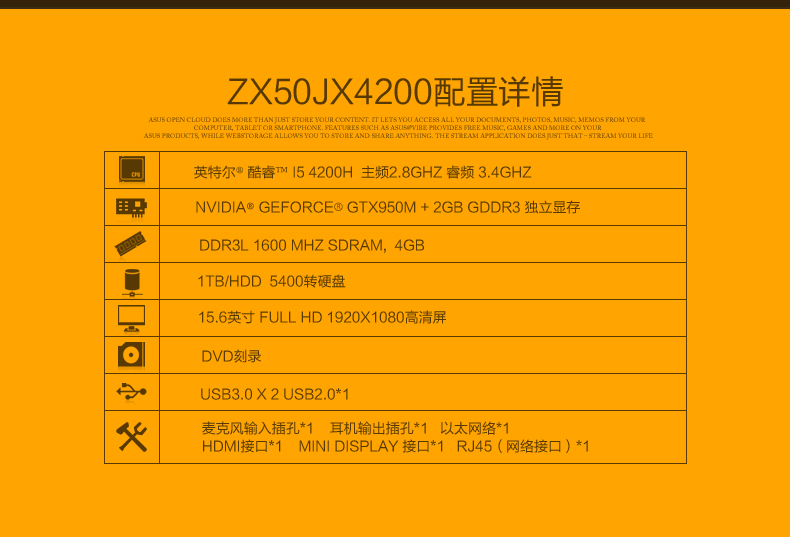 ZX50JX4200配置详情
ASUS OPEN CLOUD DOES MORE THAN JUST STORE YOUR CONTENT. IT LETS YOU ACCESS ALL YOUR DOCUMENTS, PHOTOS, MUSIC, MEMOS FROM YOUR
COMPUTER, TABLET OR SMARTPHONE. FEATURES SUCH AS ASUS@VIBE PROVIDES FREE MUSIC, GAMES AND MORE ON YOUR
ASUS PRODUCTS, WHILE WEBSTORAGE ALLOWS YOU TO STORE AND SHARE ANYTHING. THE STREAM APPLICATION DOES JUST THAT - STREAM YOUR LIFE
CPU
英特尔® 酷睿™ I5 4200H 主频2.8GHZ 睿频 3.4GHZ
NVIDIA® GEFORCE® GTX950M + 2GB GDDR3 独立显存
DDR3L 1600 MHZ SDRAM, 4GB
1TB/HDD 5400转硬盘
15.6英寸 FULL HD 1920X1080高清屏
DVD刻录
USB3.0 X 2 USB2.0*1
麦克风输入插孔*1 耳机输出插孔*1 以太网络*1
HDMI接口*1 MINI DISPLAY 接口*1 RJ45（网络接口）*1